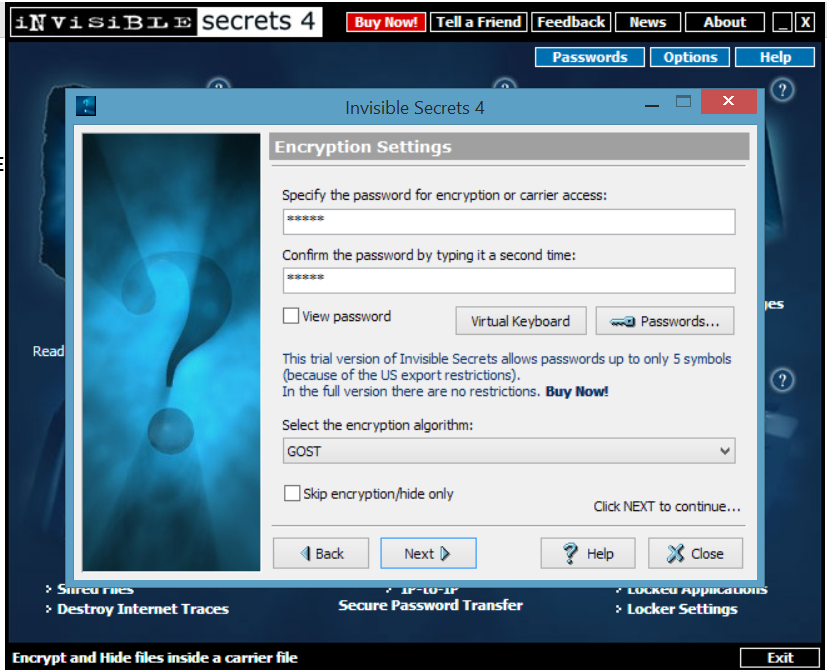 iNVisiBLE secrets 4 Buy Now! Tell a Friend Feedback News About _ X
Passwords Options Help
?
Invisible Secrets 4
Encryption Settings
Specify the password for encryption or carrier access:
*****
Confirm the password by typing it a second time:
*****
View password Virtual Keyboard Passwords...
This trial version of Invisible Secrets allows passwords up to only 5 symbols
(because of the US export restrictions).
In the full version there are no restrictions. Buy Now!
Read
?
Select the encryption algorithm:
GOST
Skip encryption/hide only
Click NEXT to continue...
Back Next ? Help Close
Shred Files IP-to-IP Locked Applications
Destroy Internet Traces Secure Password Transfer Locker Settings
Encrypt and Hide files inside a carrier file Exit